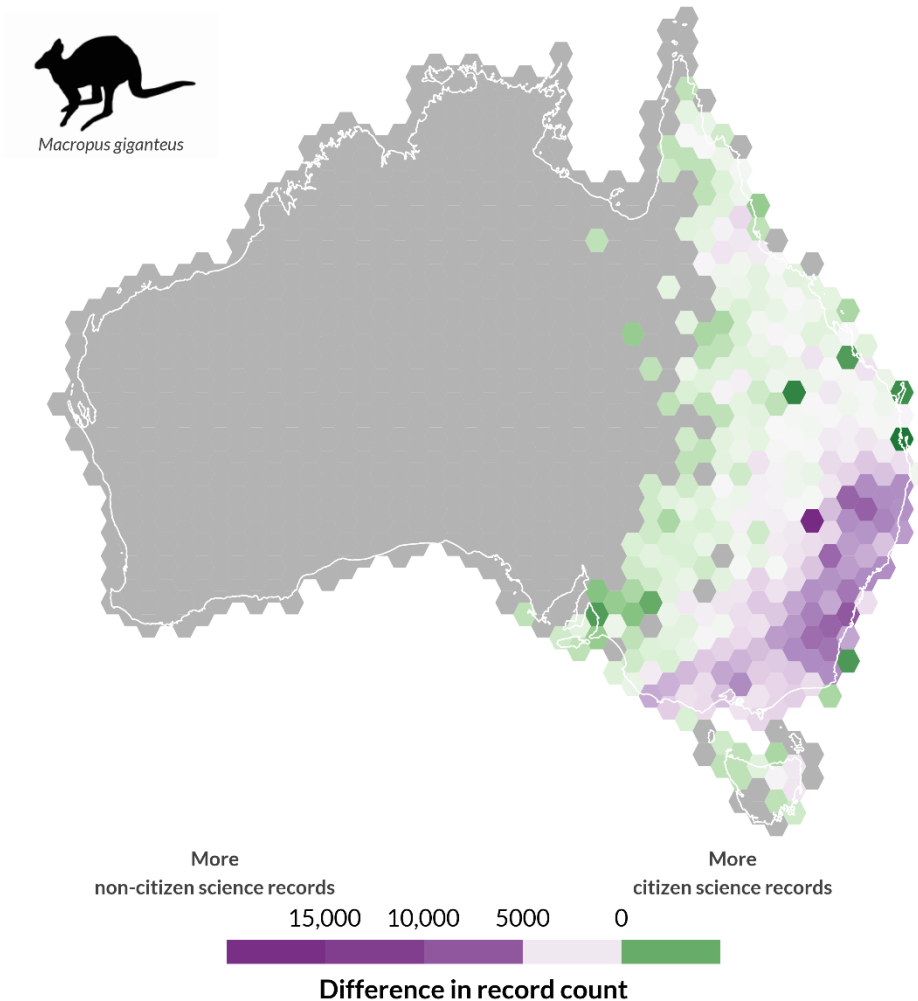 Macropus giganteus
More
non-citizen science records
More
citizen science records
15,000 10,000 5000 0
Difference in record count